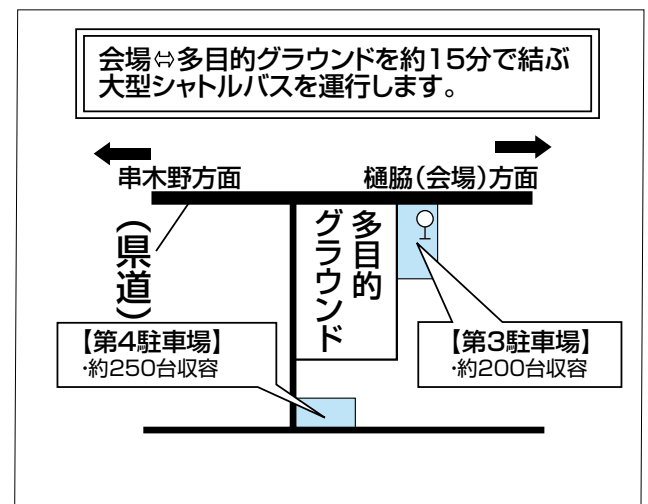 会場⇔多目的グラウンドを約15分で結ぶ
大型シャトルバスを運行します。
串木野方面
樋脇(会場)方面
(県道)
多目的
グラウンド
【第4駐車場】
・約250台収容
【第3駐車場】
・約200台収容